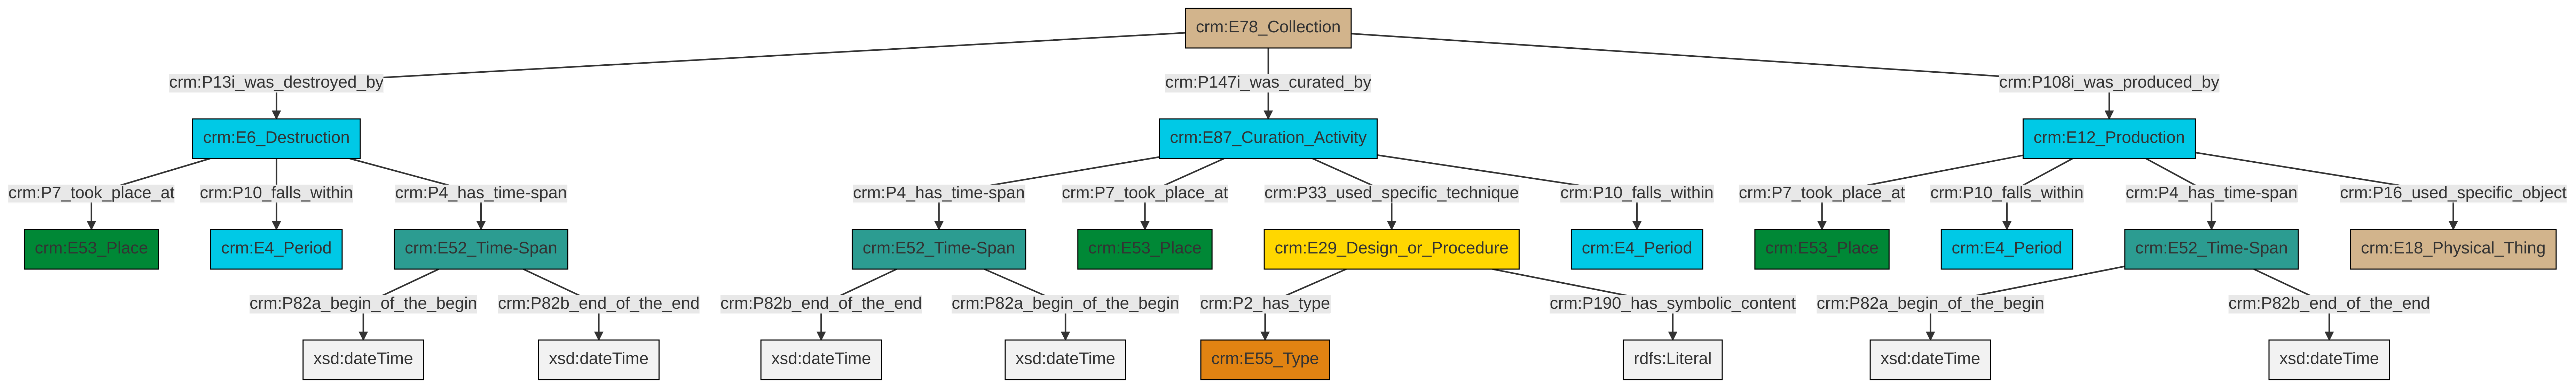 crm:E78_Collection
crm:P13i_was_destroyed_by
crm:P147i_was_curated_by
crm:P108i_was_produced_by
crm:E6_Destruction
crm:E87_Curation_Activity
crm:E12_Production
crm:P7_took_place_at
crm:P10_falls_within
crm:P4_has_time-span
crm:P4_has_time-span
crm:P7_took_place_at
crm:P33_used_specific_technique
crm:P10_falls_within
crm:P7_took_place_at
crm:P10_falls_within
crm:P4_has_time-span
crm:P16_used_specific_object
crm:E53_Place
crm:E4_Period
crm:E52_Time-Span
crm:E52_Time-Span
crm:E53_Place
crm:E29_Design_or_Procedure
crm:E4_Period
crm:E53_Place
crm:E4_Period
crm:E52_Time-Span
crm:E18_Physical_Thing
crm:P82a_begin_of_the_begin
crm:P82b_end_of_the_end
crm:P82b_end_of_the_end
crm:P82a_begin_of_the_begin
crm:P2_has_type
crm:P190_has_symbolic_content
crm:P82a_begin_of_the_begin
crm:P82b_end_of_the_end
xsd:dateTime
xsd:dateTime
xsd:dateTime
xsd:dateTime
crm:E55_Type
rdfs:Literal
xsd:dateTime
xsd:dateTime